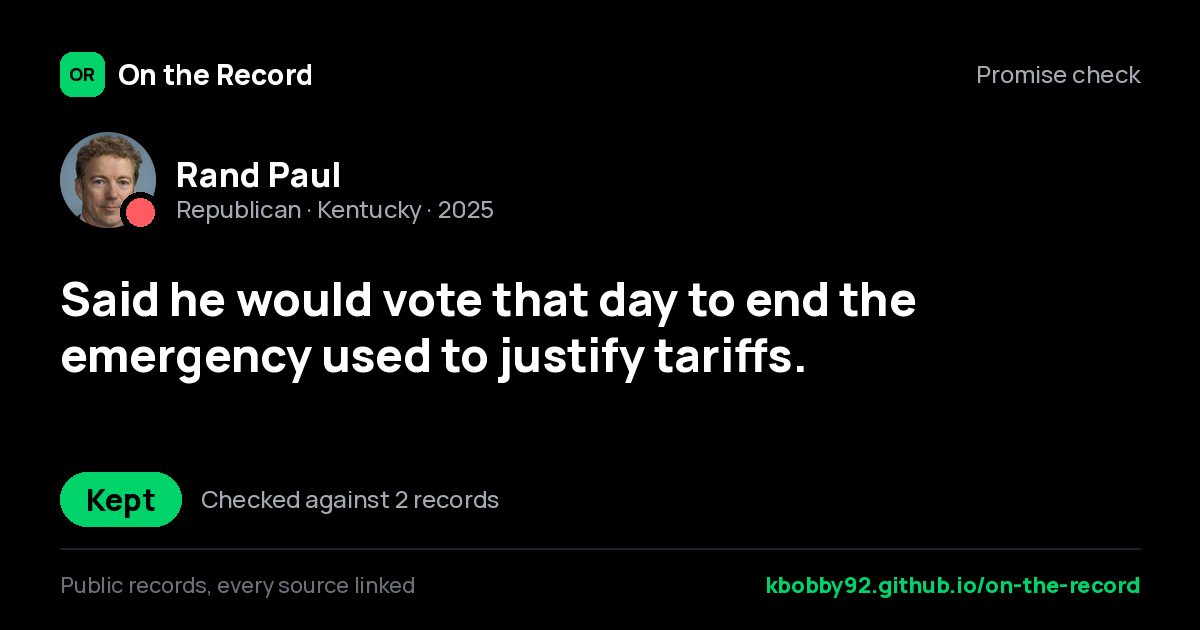 OR On the Record
Promise check
Rand Paul
Republican · Kentucky · 2025
Said he would vote that day to end the
emergency used to justify tariffs.
Kept
Checked against 2 records
Public records, every source linked
kbobby92.github.io/on-the-record